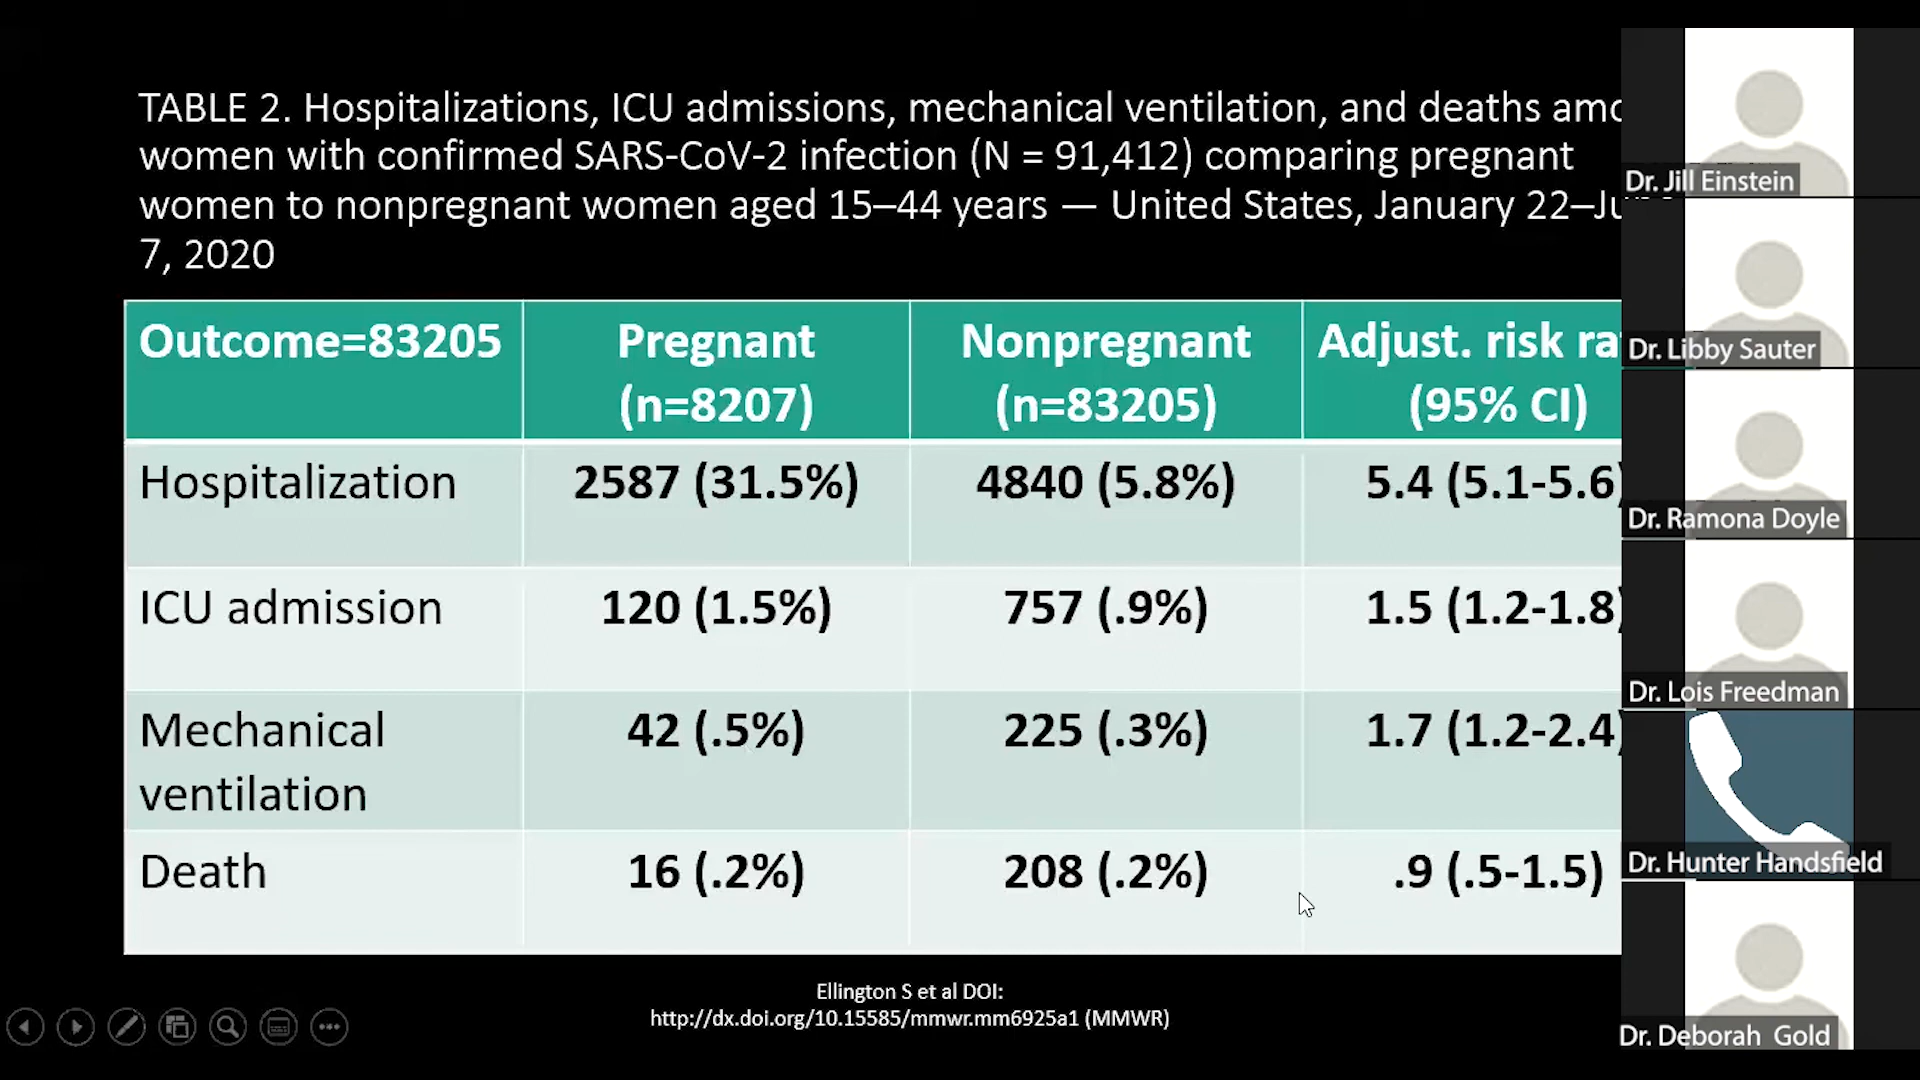 TABLE 2. Hospitalizations, ICU admissions, mechanical ventilation, and deaths
women with confirmed SARS-CoV-2 infection (N = 91,412) comparing pregnant
women to nonpregnant women aged 15–44 years — United States, January 22–
7, 2020
Outcome=83205
Pregnant
(n=8207)
Nonpregnant
(n=83205)
Adjust. risk
(95% CI)
Hospitalization
2587 (31.5%)
4840 (5.8%)
5.4 (5.1-5.6)
ICU admission
120 (1.5%)
757 (.9%)
1.5 (1.2-1.8)
Mechanical
ventilation
42 (.5%)
225 (.3%)
1.7 (1.2-2.4)
Death
16 (.2%)
208 (.2%)
.9 (.5-1.5)
Ellington S et al DOI:
http://dx.doi.org/10.15585/mmwr.mm6925a1 (MMWR)
Dr. Jill Einstein
Dr. Libby Sauter
Dr. Ramona Doyle
Dr. Lois Freedman
Dr. Hunter Handsfield
Dr. Deborah Gold